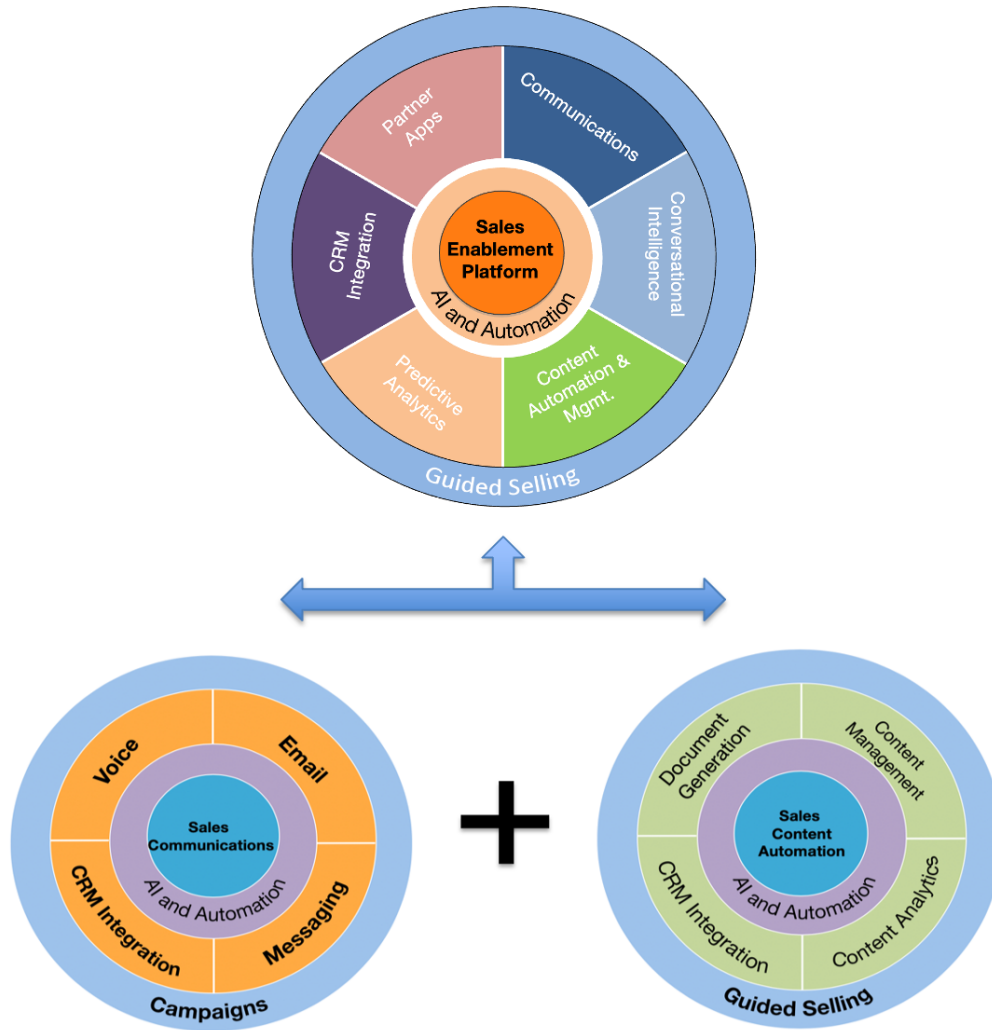 Partner
Apps
Communications
CRM
Integration
Sales
Enablement
Platform
AI and Automation
Conversational
Intelligence
Predictive
Analytics
Content
Automation &
Mgmt.
Guided Selling
Voice
Email
Sales
Communications
AI and Automation
CRM Integration
Messaging
Campaigns
Document
Generation
Content
Management
Sales
Content
Automation
AI and Automation
CRM Integration
Content Analytics
Guided Selling